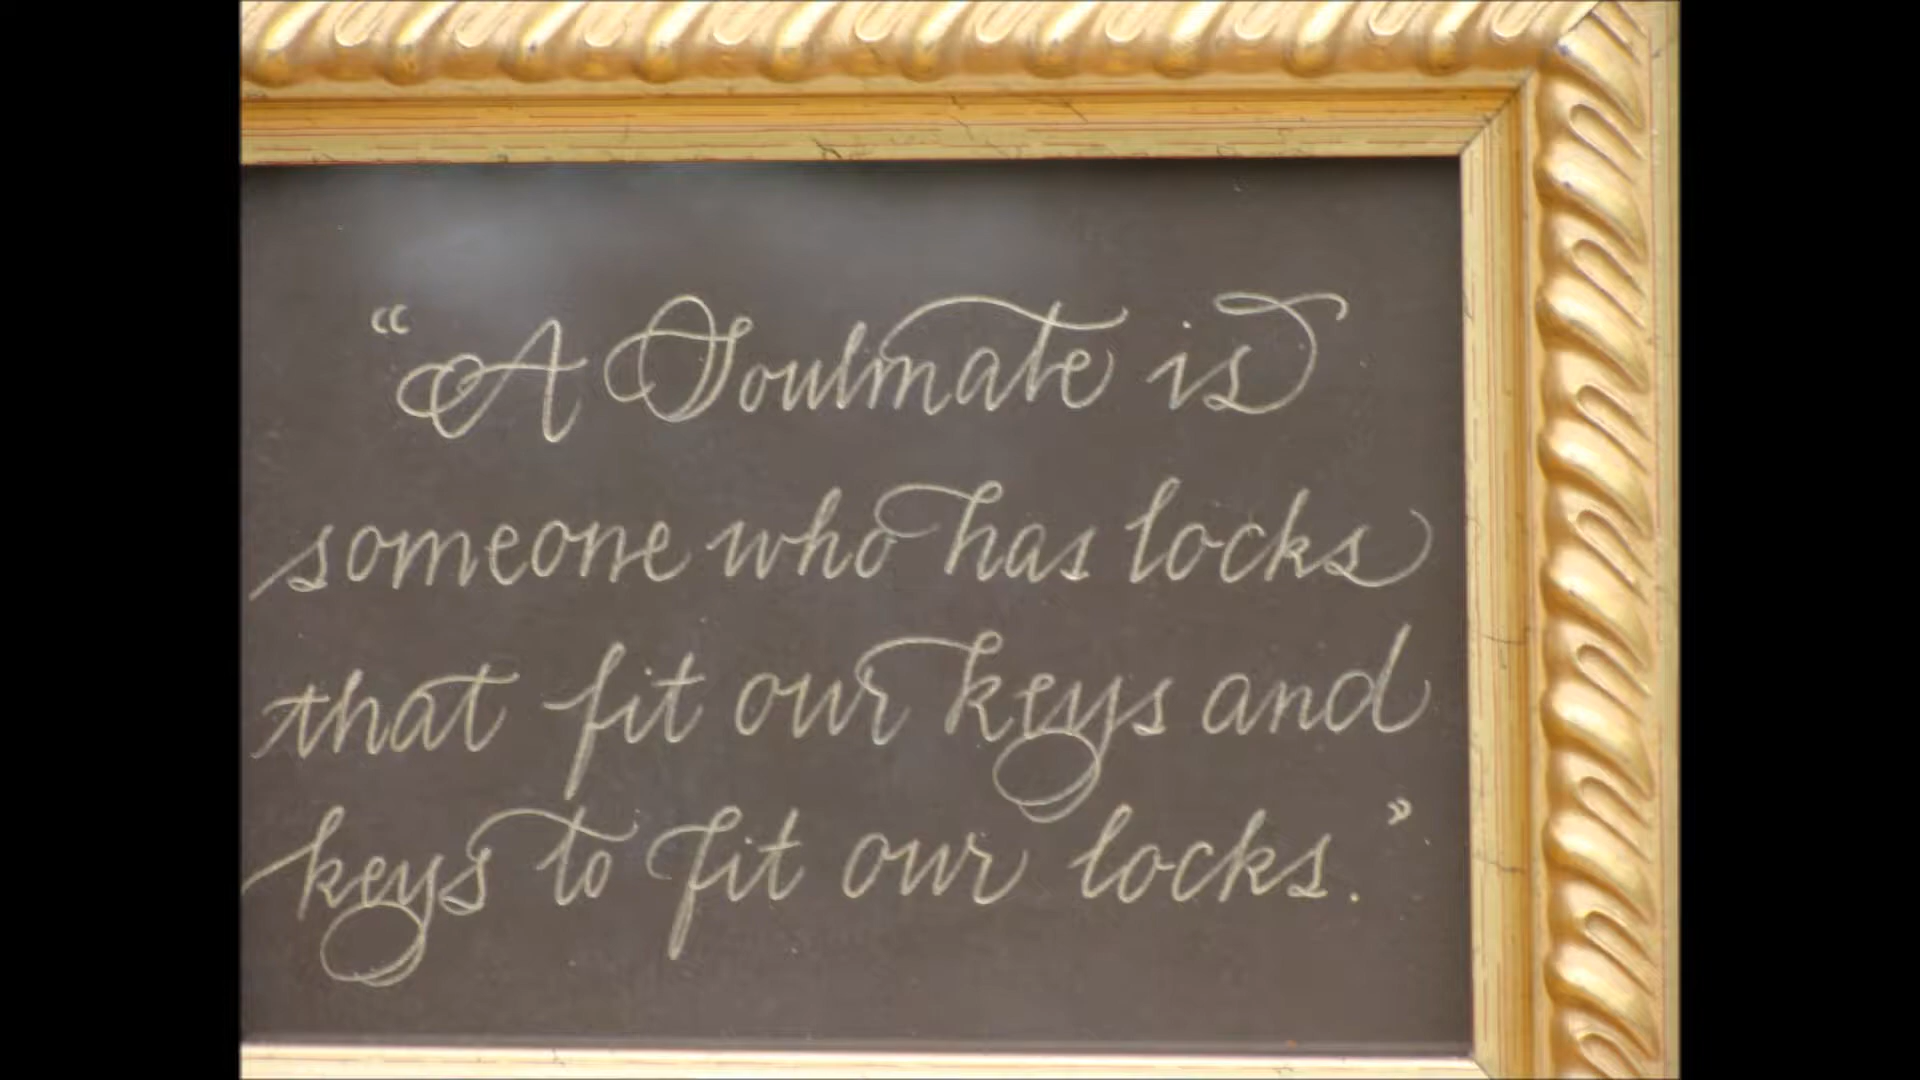 “A Soulmate is
someone who has locks
that fit our keys and
keys to fit our locks.”